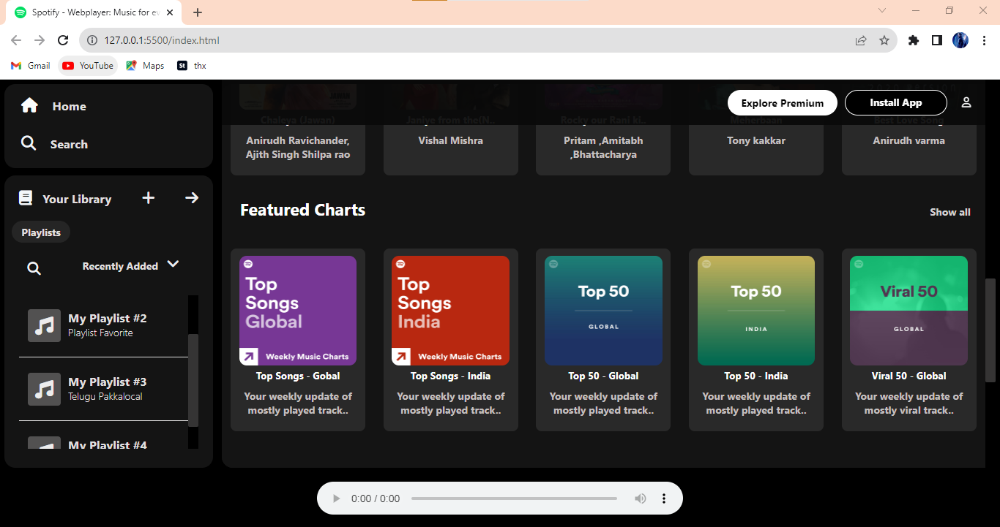 Spotify - Webplayer: Music for ev
127.0.0.1:5500/index.html
Gmail
YouTube
Maps
St
thx
Home
Search
Your Library
Playlists
Recently Added
My Playlist #2
Playlist Favorite
My Playlist #3
Telugu Pakkalocal
My Playlist #4
Explore Premium
Install App
Chaleya (Jawan)
Janiye from the(N..
Rocky our Rani ki..
Meherbaan
Best Love Song
Anirudh Ravichander,
Ajith Singh Shilpa rao
Vishal Mishra
Pritam ,Amitabh
,Bhattacharya
Tony kakkar
Anirudh varma
Featured Charts
Show all
Top
Songs
Global
Weekly Music Charts
Top Songs - Gobal
Your weekly update of
mostly played track..
Top
Songs
India
Weekly Music Charts
Top Songs - India
Your weekly update of
mostly played track..
Top 50
GLOBAL
Top 50 - Global
Your weekly update of
mostly played track..
Top 50
INDIA
Top 50 - India
Your weekly update of
mostly played track..
Viral 50
GLOBAL
Viral 50 - Global
Your weekly update of
mostly viral track..
0:00 / 0:00